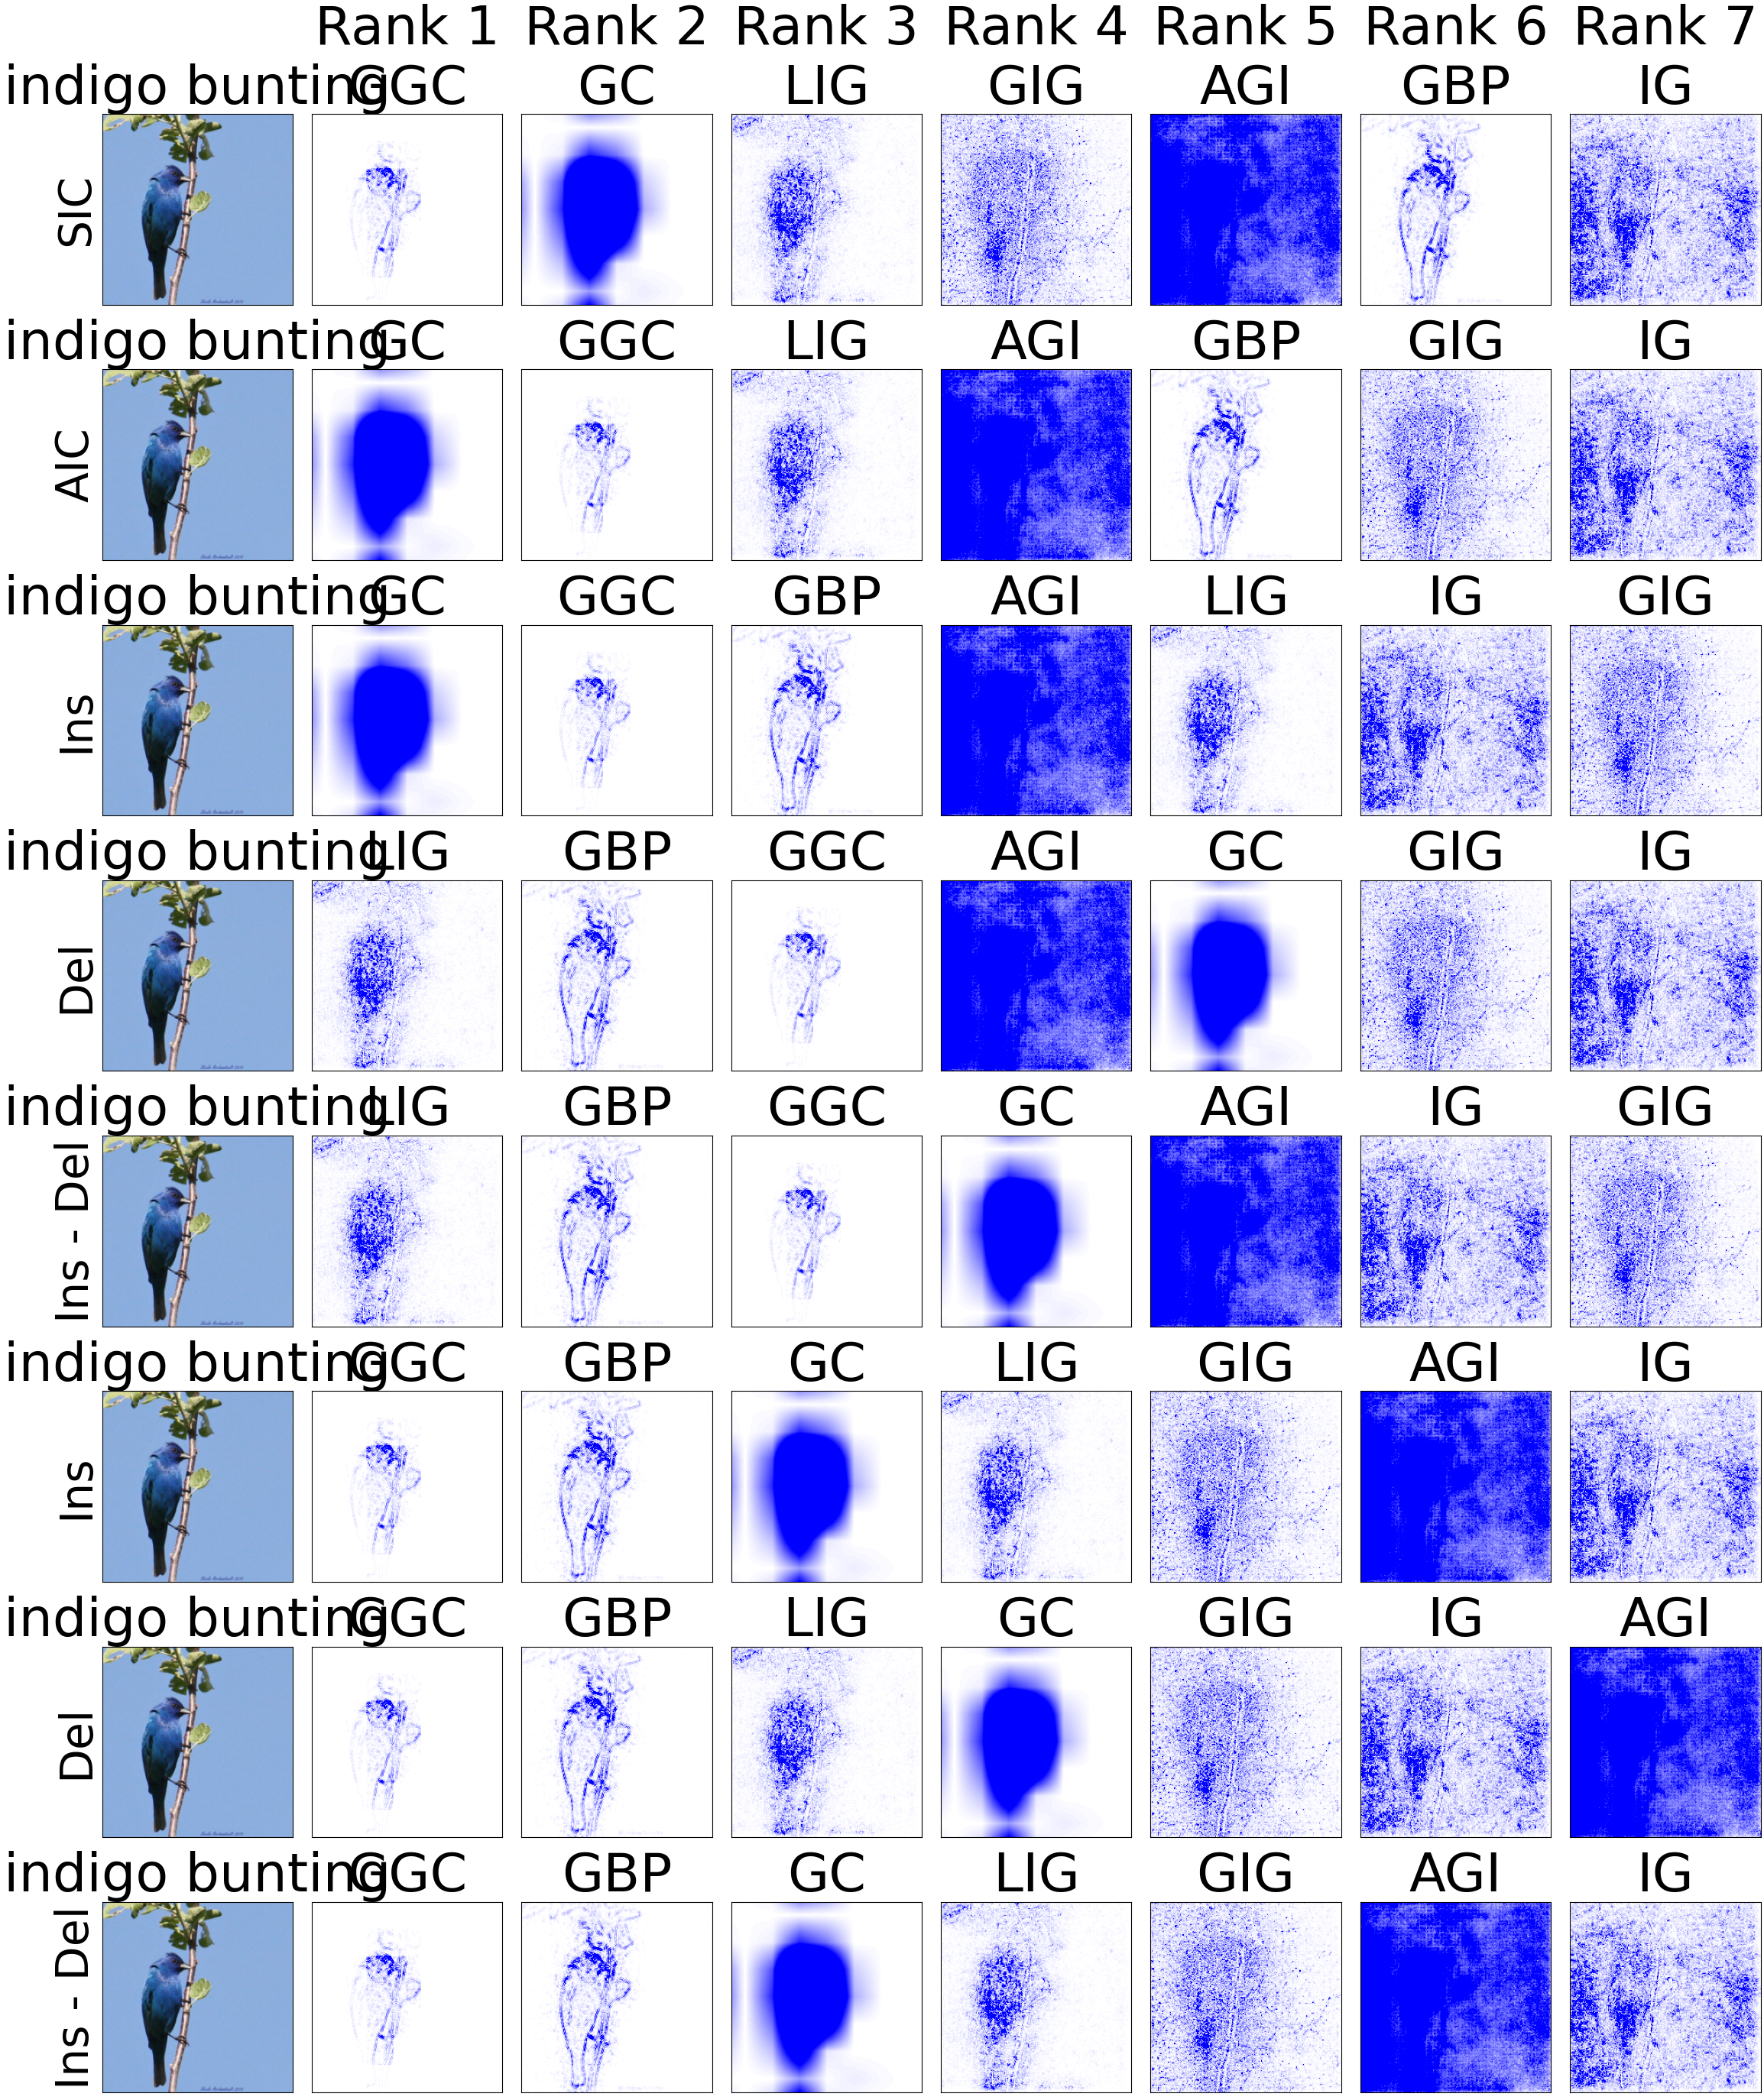 Rank 1 Rank 2 Rank 3 Rank 4 Rank 5 Rank 6 Rank 7
indigo bunting GGC GC LIG GIG AGI GBP IG
SIC
indigo bunting GC GGC LIG AGI GBP GIG IG
AIC
indigo bunting GC GGC GBP AGI LIG IG GIG
Ins
indigo bunting LIG GBP GGC AGI GC GIG IG
Del
indigo bunting LIG GBP GGC GC AGI IG GIG
Ins - Del
indigo bunting GGC GBP GC LIG GIG AGI IG
Ins
indigo bunting GGC GBP LIG GC GIG IG AGI
Del
indigo bunting GGC GBP GC LIG GIG AGI IG
Ins - Del